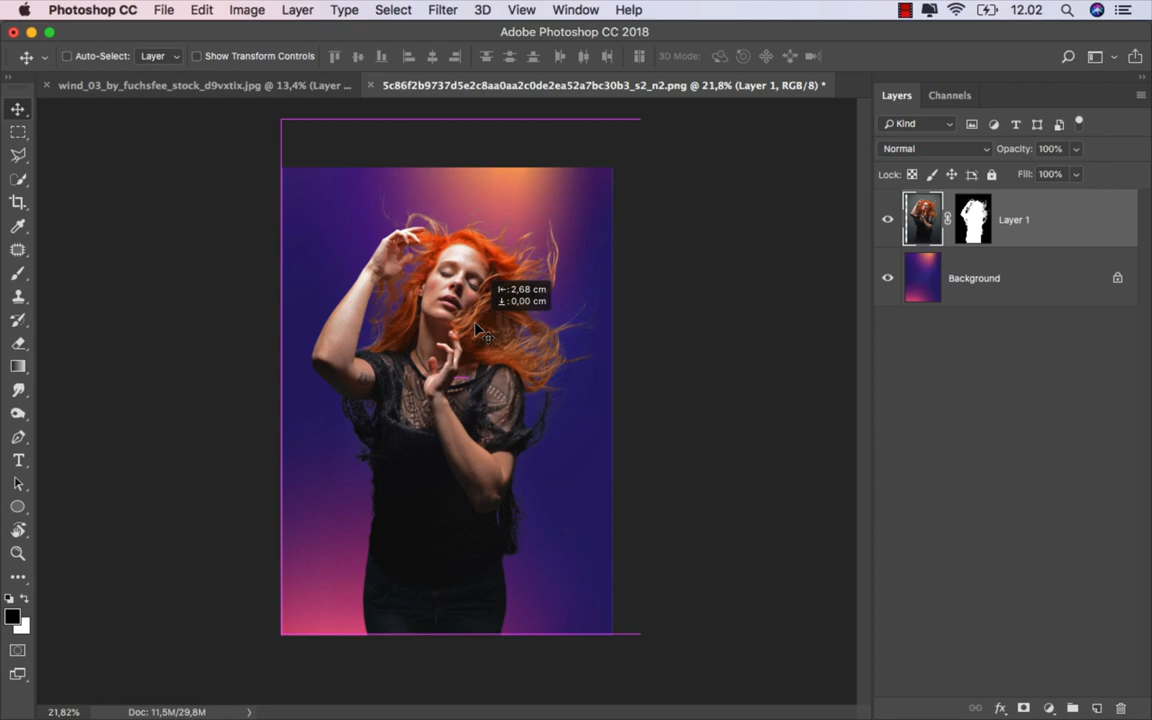 Photoshop CC File Edit Image Layer Type Select Filter 3D View Window Help 12.02
Adobe Photoshop CC 2018
Auto-Select: Layer Show Transform Controls 3D Mode:
wind_03_by_fuchsfee_stock_d9vxtix.jpg @ 13,4% (Layer ... 5c86f2b9737d5e2c8aa0aa2c0de2ea52a7bc30b3_s2_n2.png @ 21,8% (Layer 1, RGB/8) *
Layers Channels
Kind
Normal Opacity: 100%
Lock: Fill: 100%
Layer 1
Background
2,68 cm
0,00 cm
21,82% Doc: 11,5M/29,8M